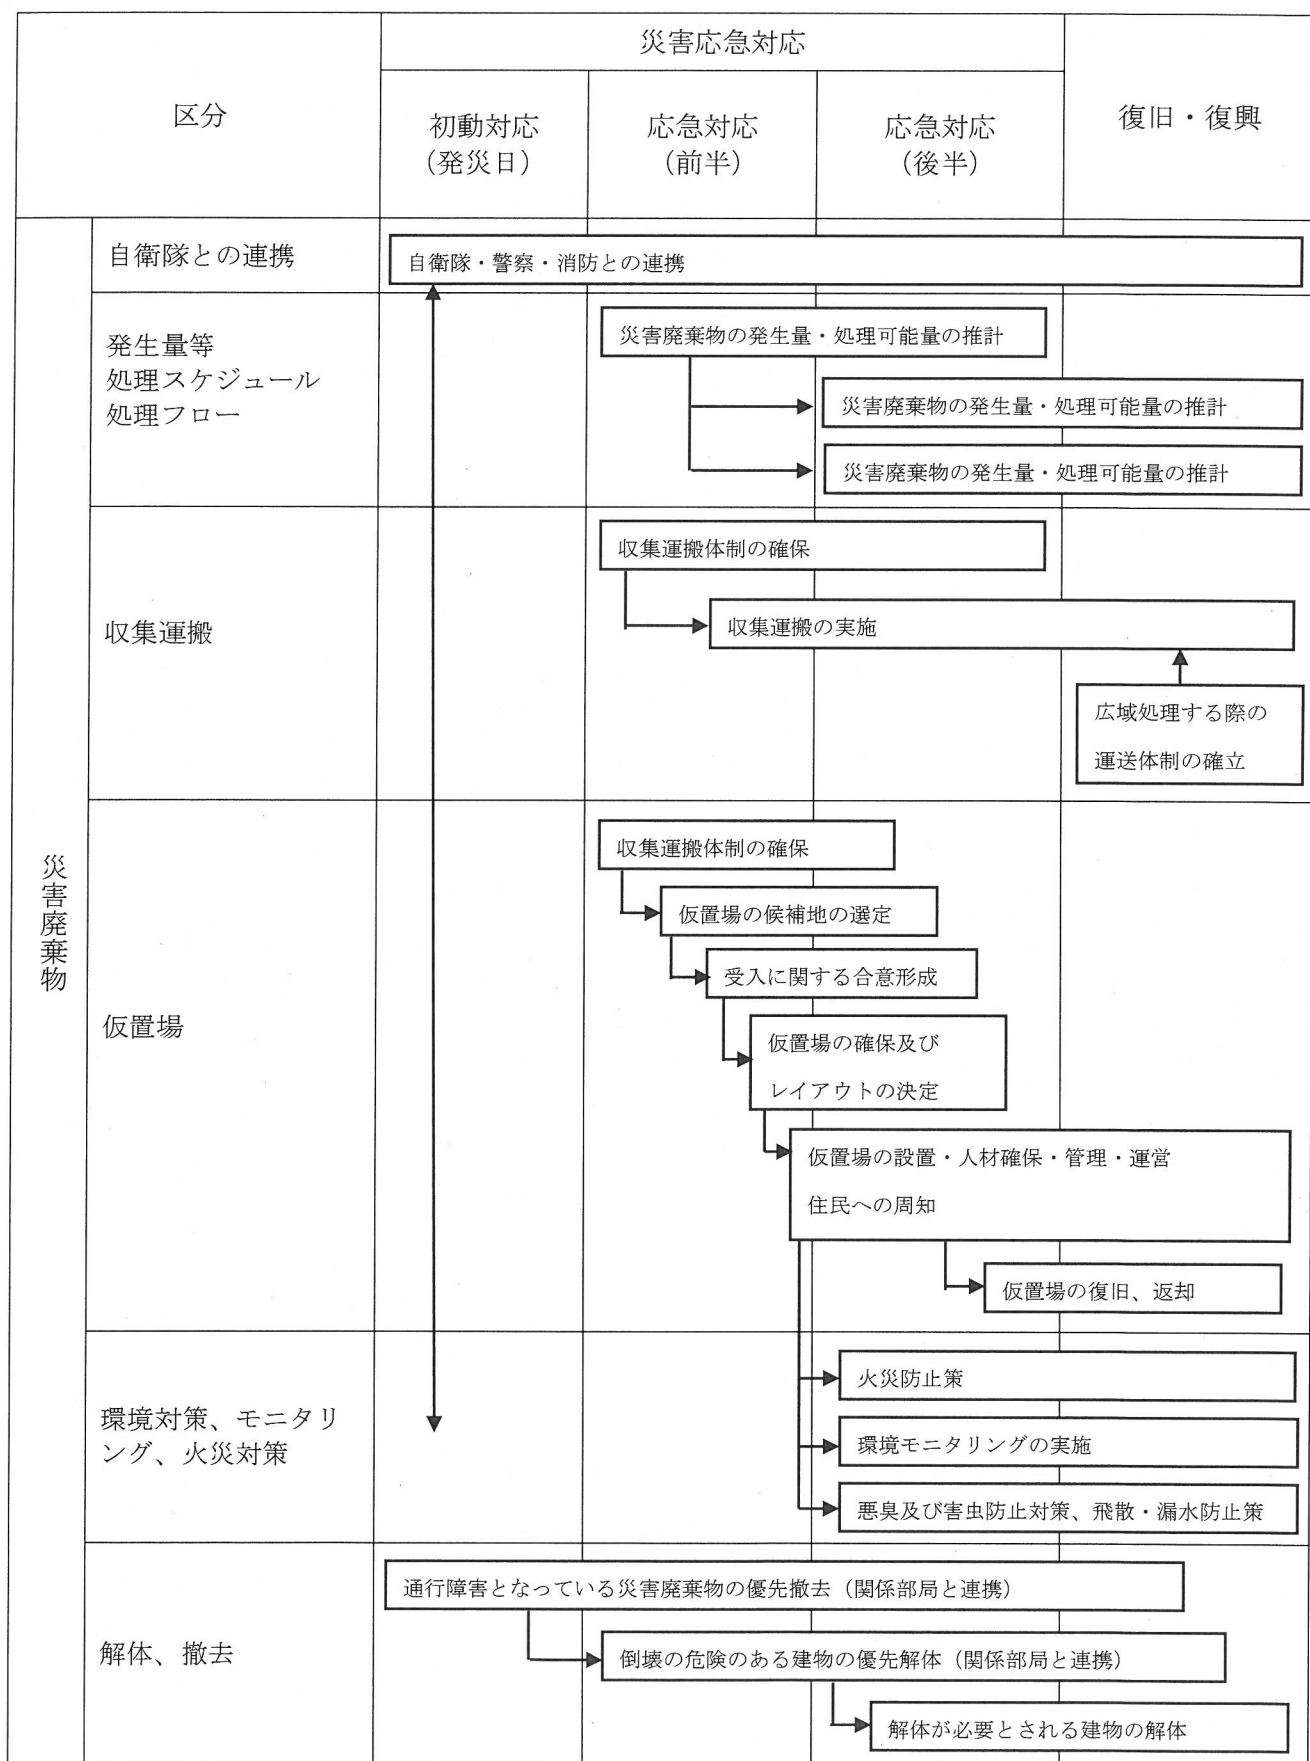 区分
災害応急対応
復旧・復興
初動対応
(発災日)
応急対応
(前半)
応急対応
(後半)
災害廃棄物
自衛隊との連携
自衛隊・警察・消防との連携
発生量等
処理スケジュール
処理フロー
災害廃棄物の発生量・処理可能量の推計
災害廃棄物の発生量・処理可能量の推計
災害廃棄物の発生量・処理可能量の推計
収集運搬
収集運搬体制の確保
収集運搬の実施
広域処理する際の
運送体制の確立
仮置場
収集運搬体制の確保
仮置場の候補地の選定
受入に関する合意形成
仮置場の確保及び
レイアウトの決定
仮置場の設置・人材確保・管理・運営
住民への周知
仮置場の復旧、返却
環境対策、モニタリ
ング、火災対策
火災防止策
環境モニタリングの実施
悪臭及び害虫防止対策、飛散・漏水防止策
解体、撤去
通行障害となっている災害廃棄物の優先撤去（関係部局と連携）
倒壊の危険のある建物の優先解体（関係部局と連携）
解体が必要とされる建物の解体